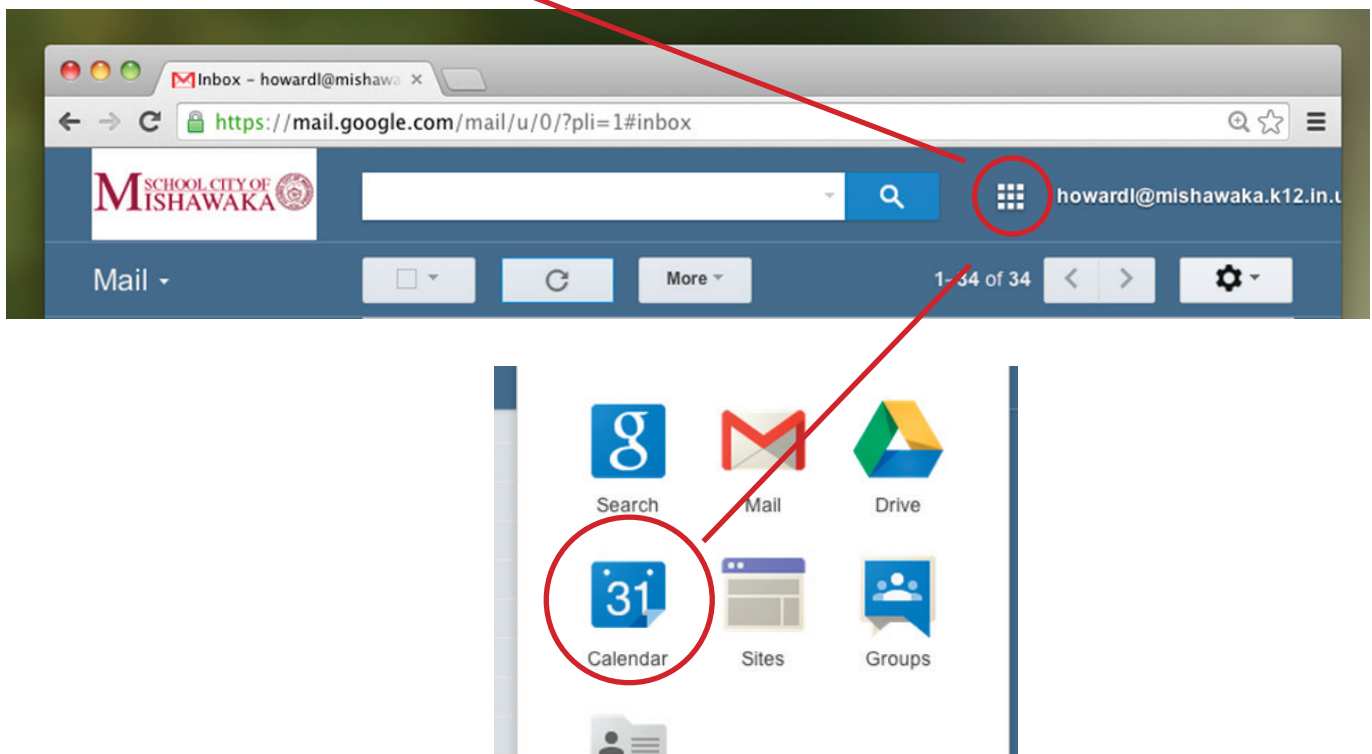 Inbox – howardl@mishawa
https://mail.google.com/mail/u/0/?pli=1#inbox
SCHOOL CITY OF
MISHAWAKA
howardl@mishawaka.k12.in.u
Mail
More
1–34 of 34
g
Search
Mail
Drive
31
Calendar
Sites
Groups